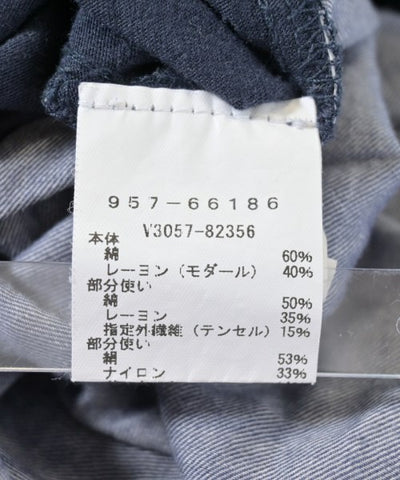 957-66186
V3057-82356
本体
綿 60%
レーヨン(モダール) 40%
部分使い
綿 50%
レーヨン 35%
指定外繊維(テンセル) 15%
部分使い
絹 53%
ナイロン 33%